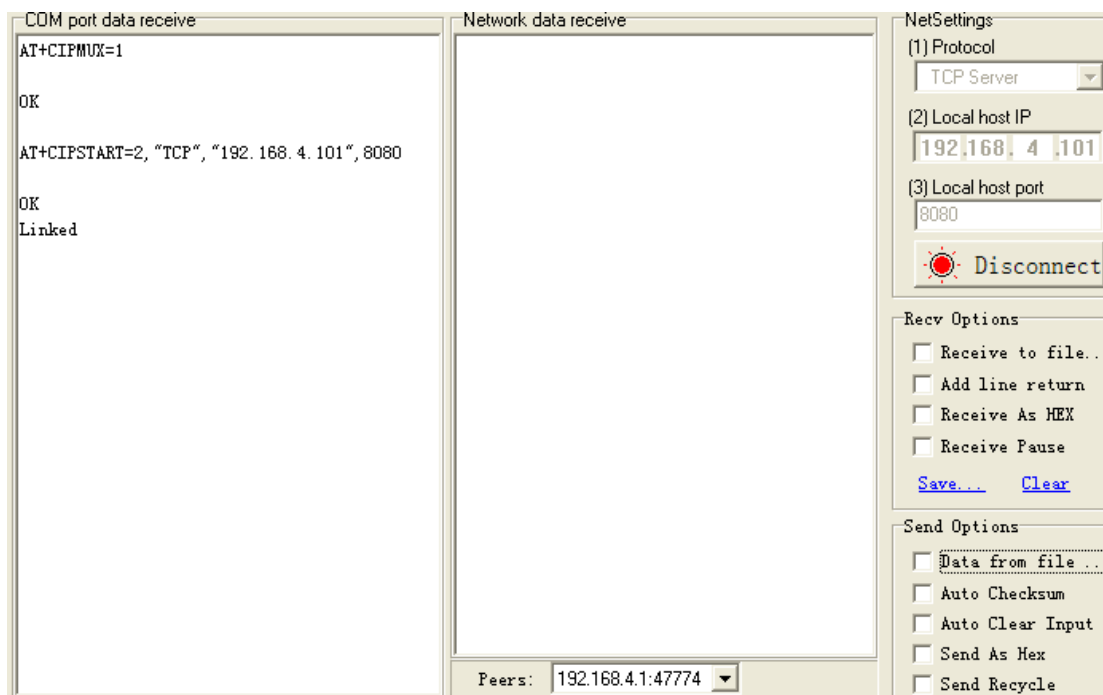 COM port data receive
AT+CIPMUX=1
OK
AT+CIPSTART=2, "TCP", "192.168.4.101", 8080
OK
Linked
Network data receive
Peers: 192.168.4.1:47774
NetSettings
(1) Protocol
TCP Server
(2) Local host IP
192.168. 4 .101
(3) Local host port
8080
Disconnect
Recv Options
Receive to file..
Add line return
Receive As HEX
Receive Pause
Save... Clear
Send Options
Data from file ..
Auto Checksum
Auto Clear Input
Send As Hex
Send Recycle